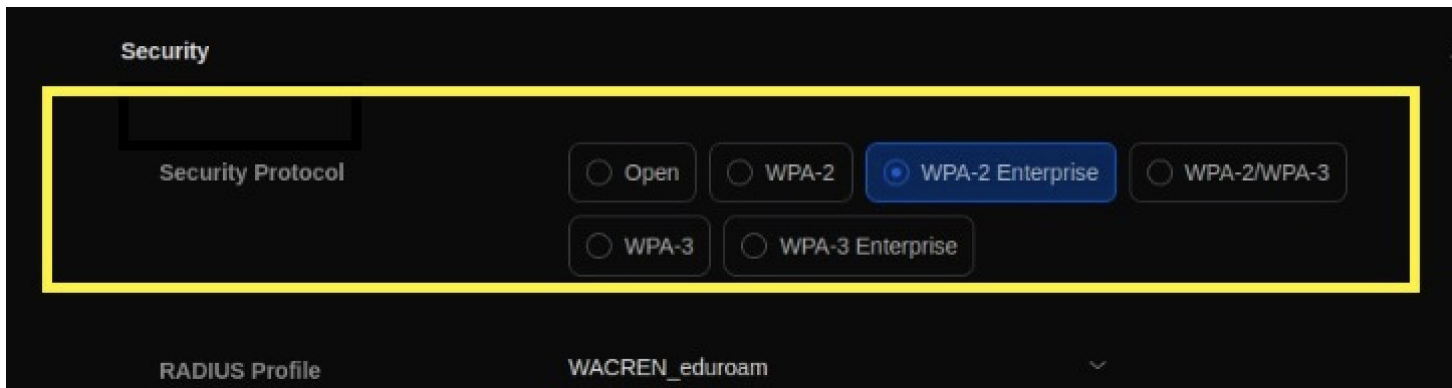 Security
Security Protocol Open WPA-2 WPA-2 Enterprise WPA-2/WPA-3
WPA-3 WPA-3 Enterprise
RADIUS Profile WACREN_eduroam